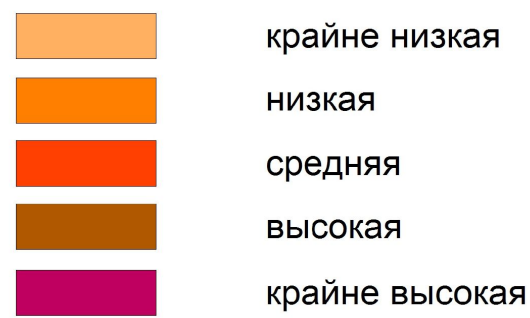 крайне низкая
низкая
средняя
высокая
крайне высокая